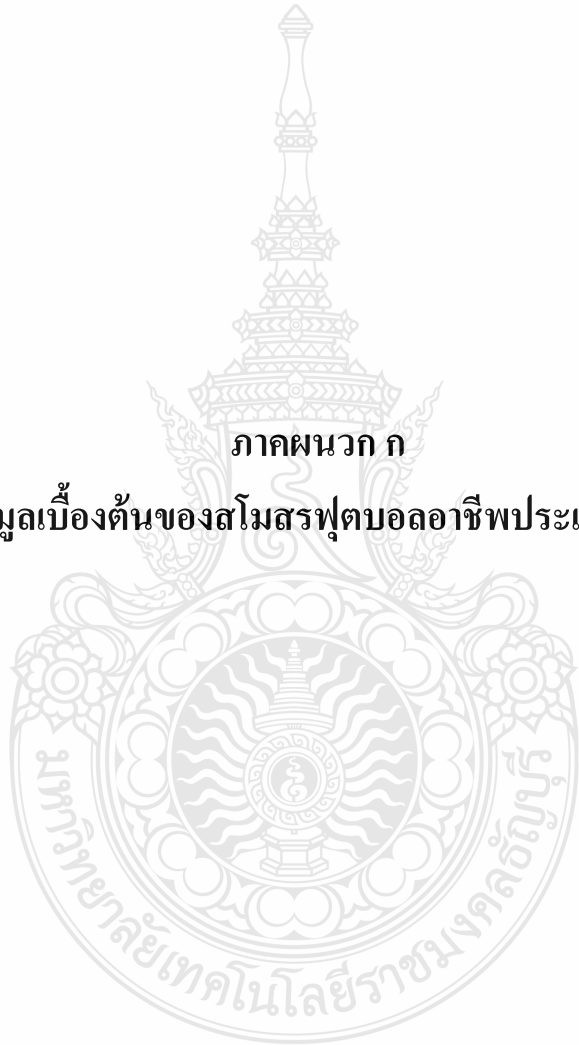 ภาคผนวก ก
มูลเบื้องต้นของสโมสรฟุตบอลอาชีพประเ
มหาวิทยาลัยเทคโนโลยีราชมงคลธัญบุรี